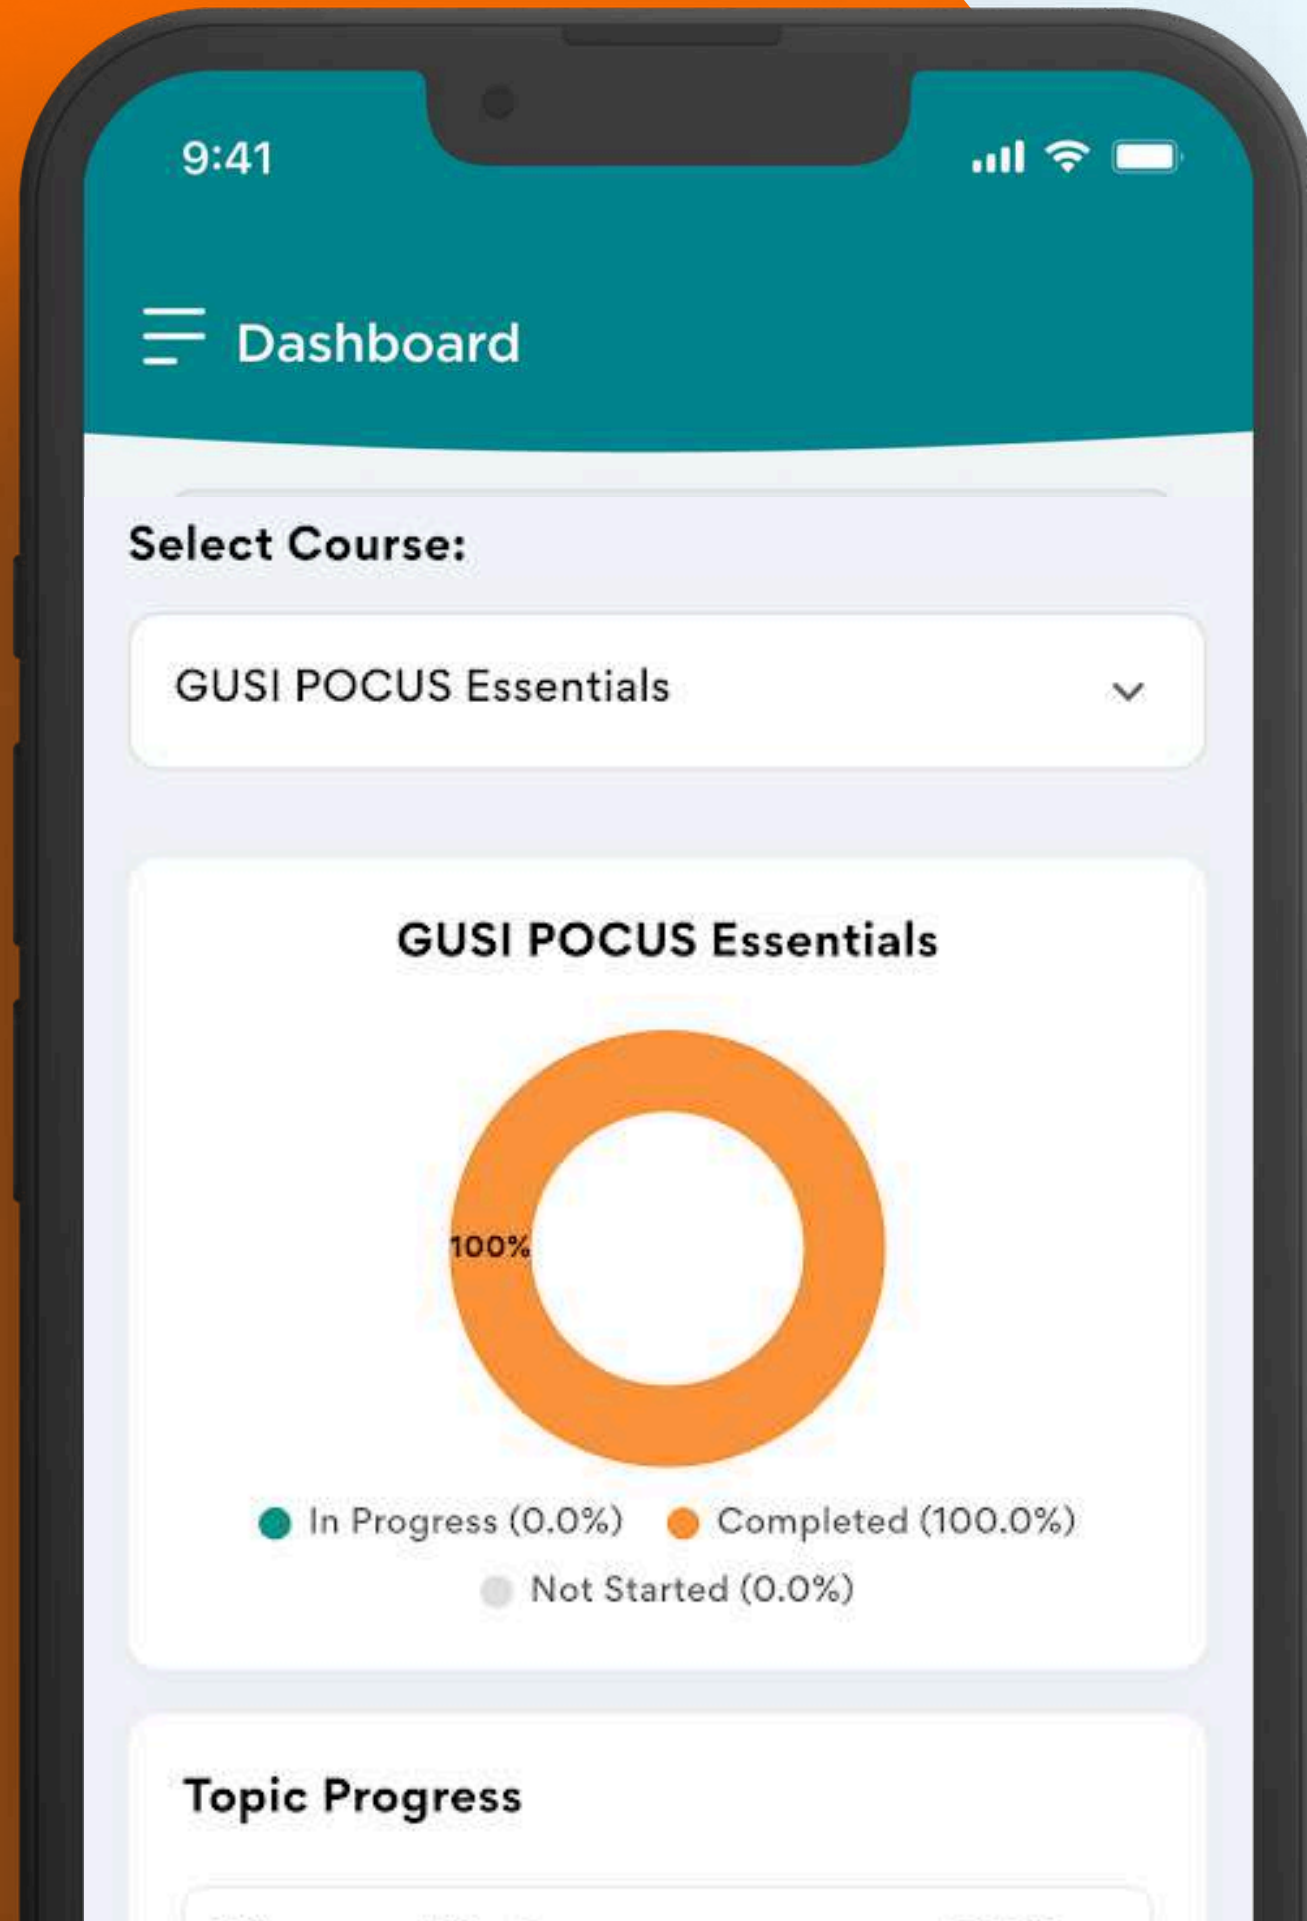 9:41
Dashboard
Select Course:
GUSI POCUS Essentials
GUSI POCUS Essentials
100%
In Progress (0.0%) Completed (100.0%)
Not Started (0.0%)
Topic Progress